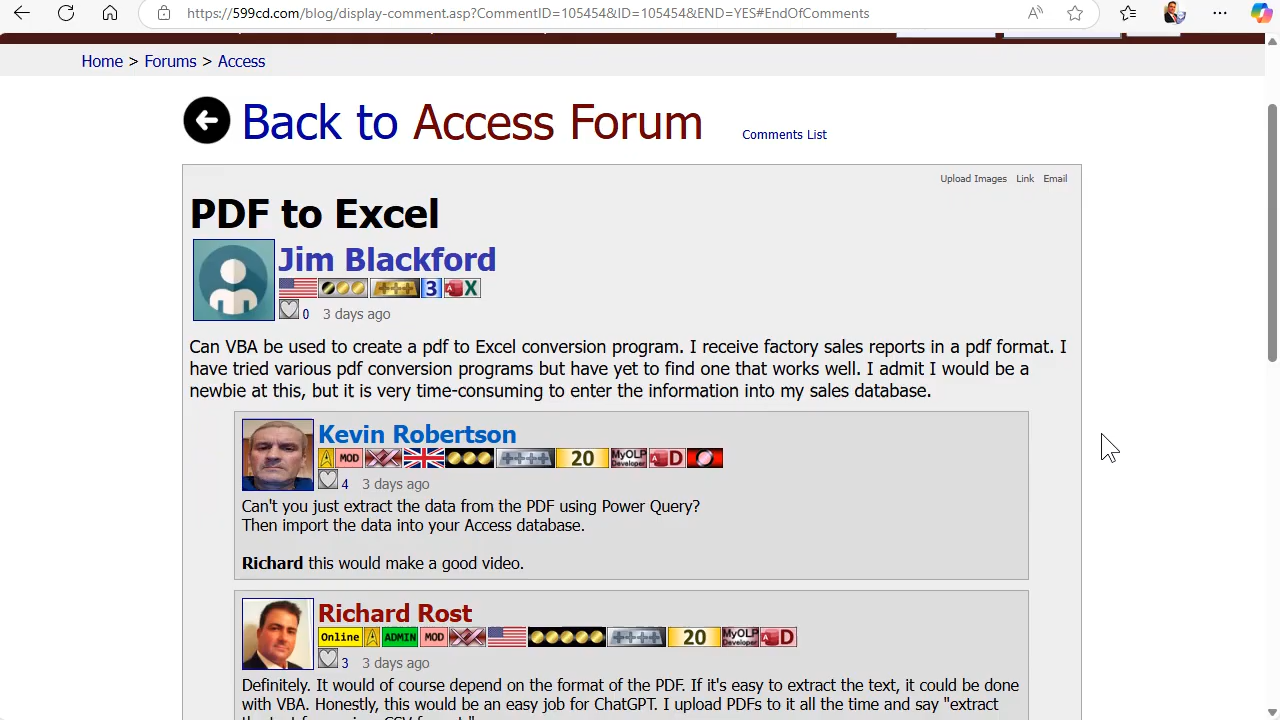 https://599cd.com/blog/display-comment.asp?CommentID=105454&ID=105454&END=YES#EndOfComments
Home > Forums > Access
Back to Access Forum Comments List
Upload Images Link Email
PDF to Excel
Jim Blackford
3 X
0 3 days ago
Can VBA be used to create a pdf to Excel conversion program. I receive factory sales reports in a pdf format. I
have tried various pdf conversion programs but have yet to find one that works well. I admit I would be a
newbie at this, but it is very time-consuming to enter the information into my sales database.
Kevin Robertson
MOD 20 MyOLP Developer D
4 3 days ago
Can't you just extract the data from the PDF using Power Query?
Then import the data into your Access database.
Richard this would make a good video.
Richard Rost
Online ADMIN MOD 20 MyOLP Developer D
3 3 days ago
Definitely. It would of course depend on the format of the PDF. If it's easy to extract the text, it could be done
with VBA. Honestly, this would be an easy job for ChatGPT. I upload PDFs to it all the time and say "extract